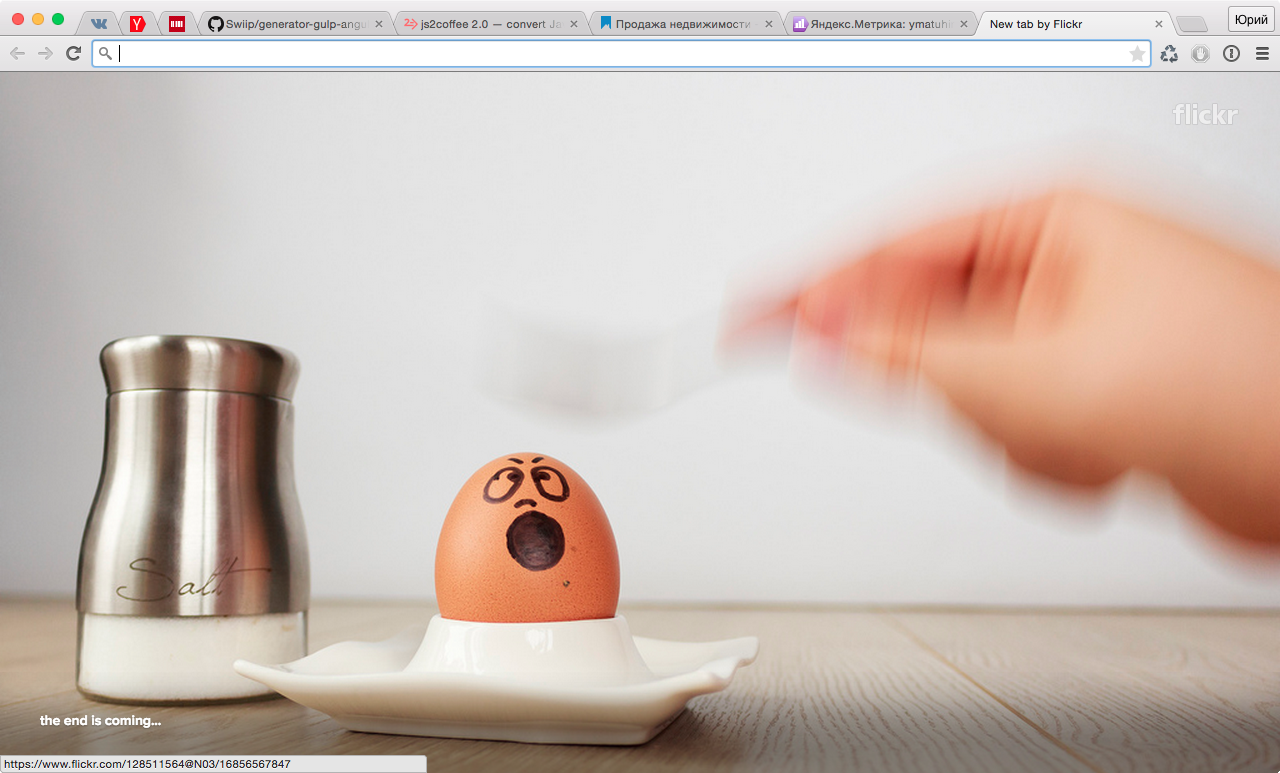 Swiip/generator-gulp-angu
js2coffee 2.0 — convert Ja
Продажа недвижимости
Яндекс.Метрика: ymatuhi
New tab by Flickr
Юрий
flickr
Salt
the end is coming...
https://www.flickr.com/128511564@N03/16856567847